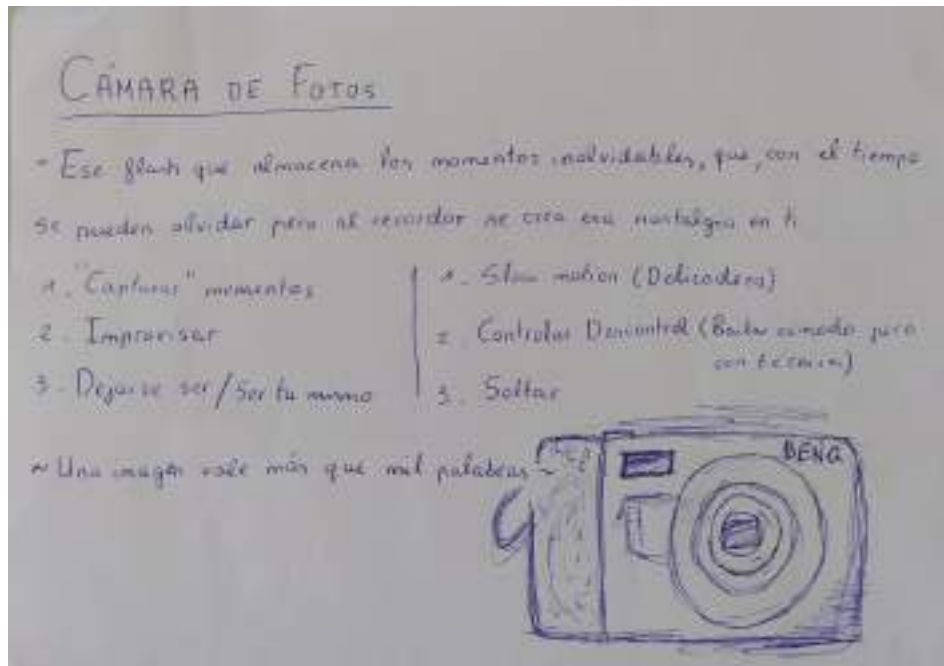 CÁMARA DE FOTOS
- Ese flash que almacena los momentos inolvidables, que, con el tiempo
se pueden olvidar pero al recordar se crea esa nostalgia en ti
1. "Capturar" momentos
2. Improvisar
3. Dejarse ser / Ser tu mismo
1. Slow motion (Delicadeza)
2. Controlar Descontrol (Bailar comodo pero
con tecnica)
3. Soltar
~ Una imagen vale más que mil palabras ~
BENQ